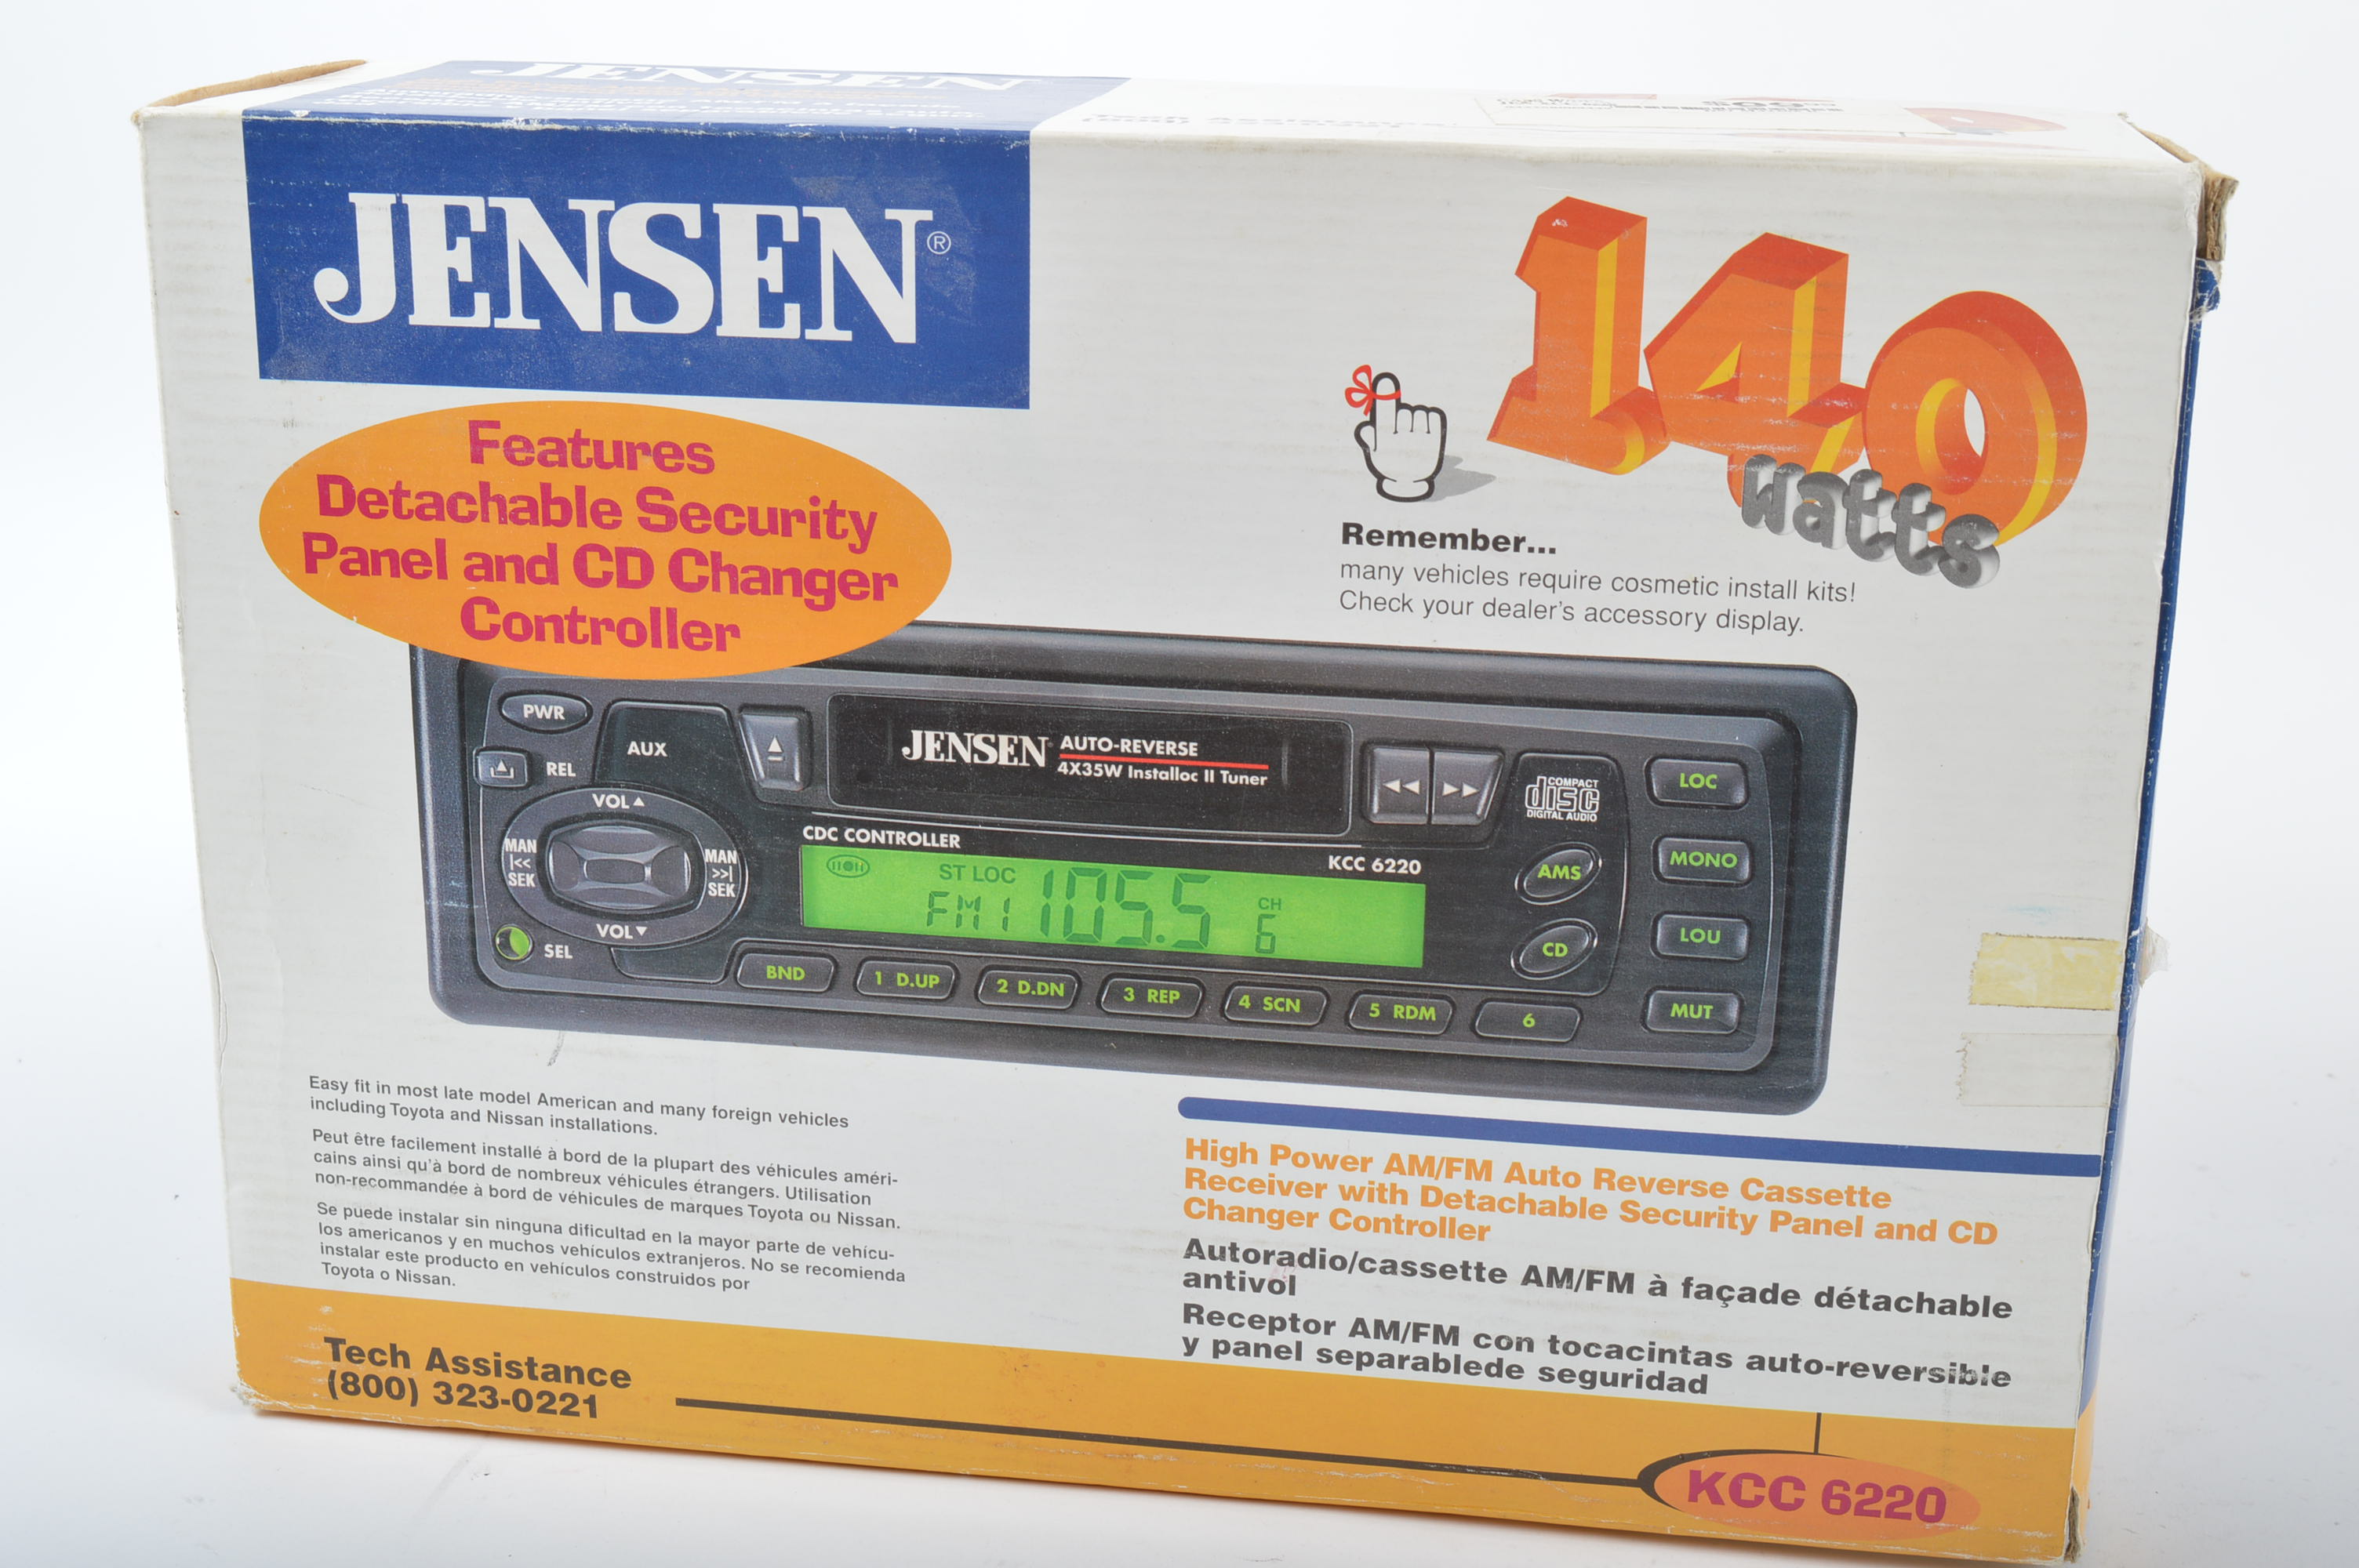 JENSEN
JENSEN®
140
watts
Features
Detachable Security
Panel and CD Changer
Controller
Remember...
many vehicles require cosmetic install kits!
Check your dealer's accessory display.
PWR
AUX
REL
JENSEN AUTO-REVERSE
4X35W Installoc II Tuner
COMPACT
disc
DIGITAL AUDIO
LOC
VOL
MAN
SEK
MAN
SEK
VOL
SEL
CDC CONTROLLER
KCC 6220
ST LOC
FM 1 105.5
CH
6
AMS
CD
MONO
LOU
MUT
BND
1 D.UP
2 D.DN
3 REP
4 SCN
5 RDM
6
Easy fit in most late model American and many foreign vehicles
including Toyota and Nissan installations.
Peut être facilement installé à bord de la plupart des véhicules améri-
cains ainsi qu'à bord de nombreux véhicules étrangers. Utilisation
non-recommandée à bord de véhicules de marques Toyota ou Nissan.
Se puede instalar sin ninguna dificultad en la mayor parte de vehícu-
los americanos y en muchos vehículos extranjeros. No se recomienda
instalar este producto en vehículos construidos por
Toyota o Nissan.
High Power AM/FM Auto Reverse Cassette
Receiver with Detachable Security Panel and CD
Changer Controller
Autoradio/cassette AM/FM à façade détachable
antivol
Receptor AM/FM con tocacintas auto-reversible
y panel separablede seguridad
Tech Assistance
(800) 323-0221
KCC 6220